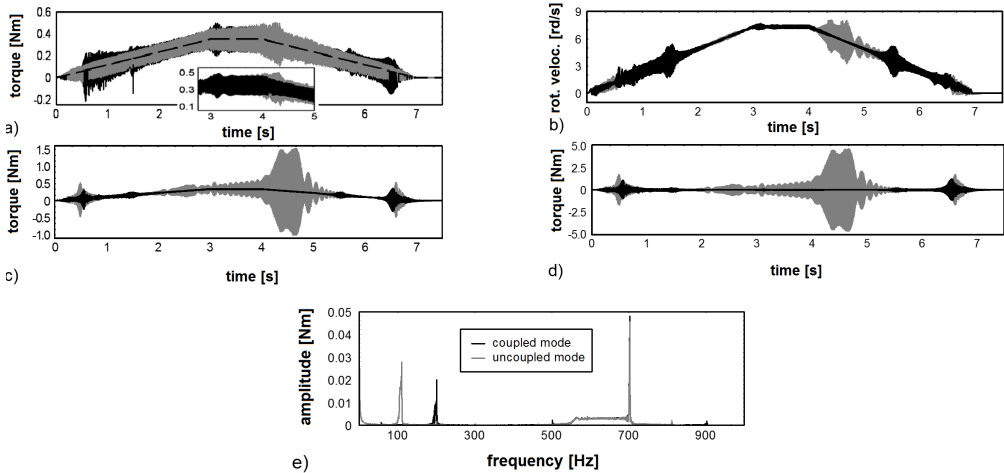 torque [Nm]
0.6
0.4
0.2
0
-0.2
0.5
0.3
0.1
3 4 5
0 1 2 3 4 5 6 7
time [s]
a)
rot. veloc. [rd/s]
9
6
3
0
0 1 2 3 4 5 6 7
time [s]
b)
torque [Nm]
1.5
1.0
0.5
0
-0.5
-1.0
0 1 2 3 4 5 6 7
time [s]
c)
torque [Nm]
5.0
2.5
0
-2.5
-5.0
0 1 2 3 4 5 6 7
time [s]
d)
amplitude [Nm]
0.05
0.04
0.03
0.02
0.01
0
coupled mode
uncoupled mode
100 300 500 700 900
frequency [Hz]
e)